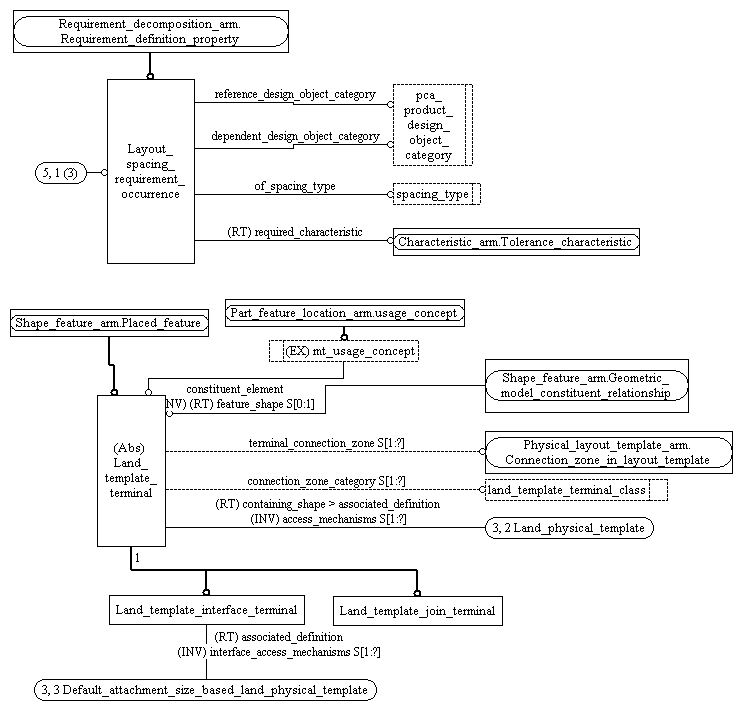 Requirement_decomposition_arm.
Requirement_definition_property
reference_design_object_category
pca_
product_
design_
object_
category
dependent_design_object_category
Layout_
spacing_
requirement_
occurrence
5, 1 (3)
of_spacing_type
spacing_type
(RT) required_characteristic
Characteristic_arm.Tolerance_characteristic
Shape_feature_arm.Placed_feature
Part_feature_location_arm.usage_concept
(EX) mt_usage_concept
constituent_element
NV) (RT) feature_shape S[0:1]
Shape_feature_arm.Geometric_
model_constituent_relationship
(Abs)
Land_
template_
terminal
terminal_connection_zone S[1:?]
Physical_layout_template_arm.
Connection_zone_in_layout_template
connection_zone_category S[1:?]
land_template_terminal_class
(RT) containing_shape > associated_definition
(INV) access_mechanisms S[1:?]
3, 2 Land_physical_template
1
Land_template_interface_terminal
Land_template_join_terminal
(RT) associated_definition
(INV) interface_access_mechanisms S[1:?]
3, 3 Default_attachment_size_based_land_physical_template